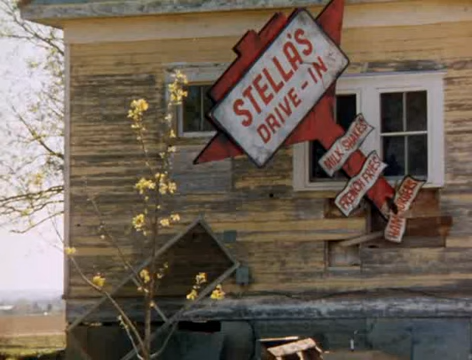 STELLA'S
DRIVE-IN
MILK SHAKES
FRENCH FRIES
HAMBURGERS